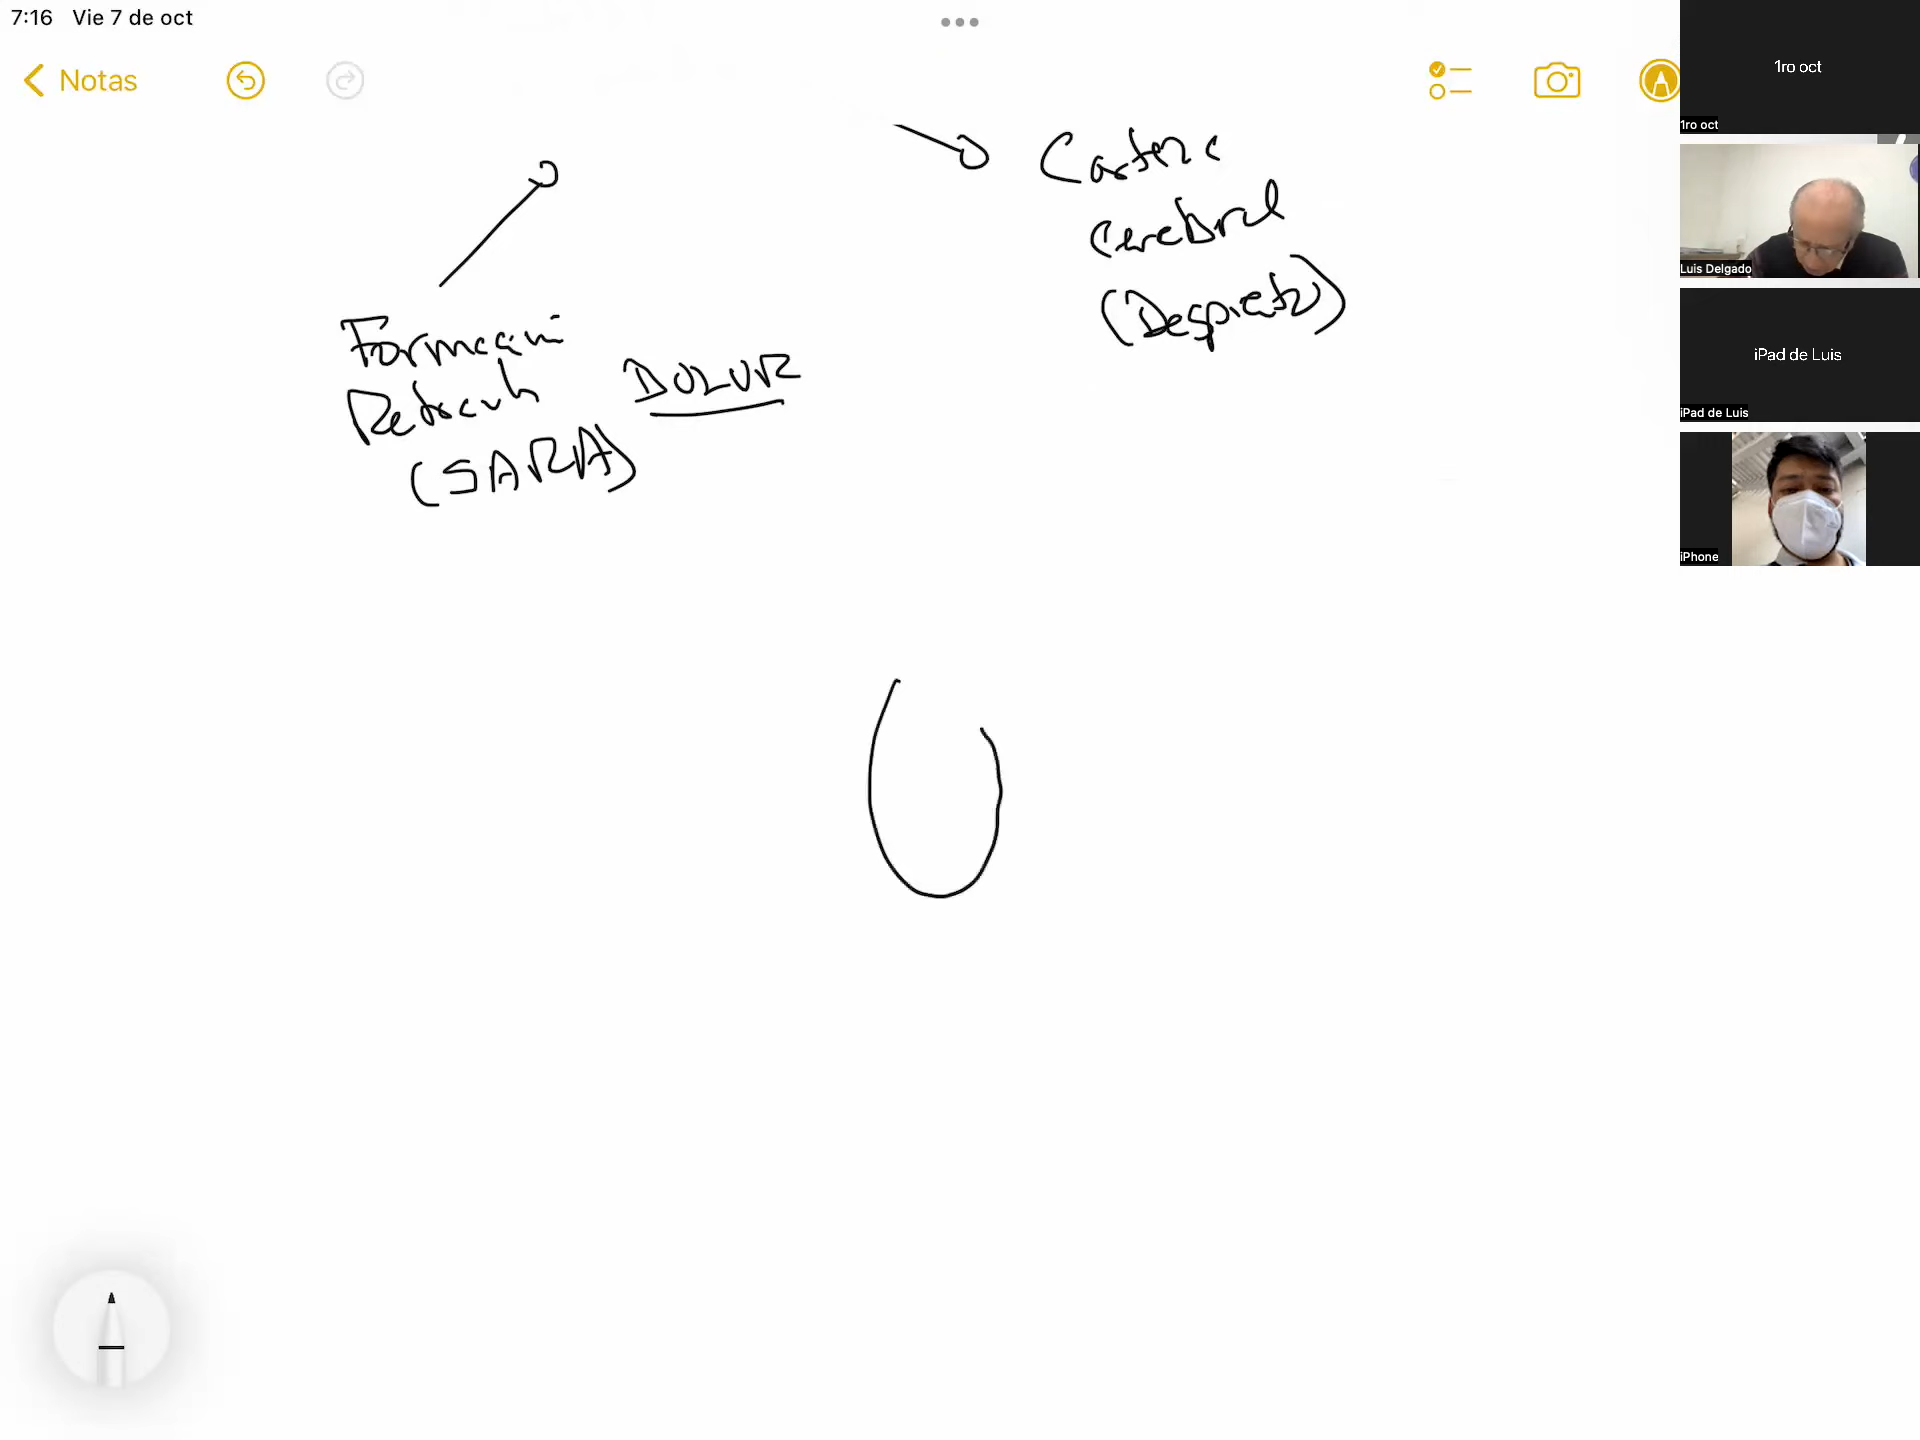 7:16 Vie 7 de oct
Notas
Corteza
cerebral
(Despierta)
Formación
Reticular
(SARA)
DOLOR
1ro oct
1ro oct
Luis Delgado
iPad de Luis
iPad de Luis
iPhone